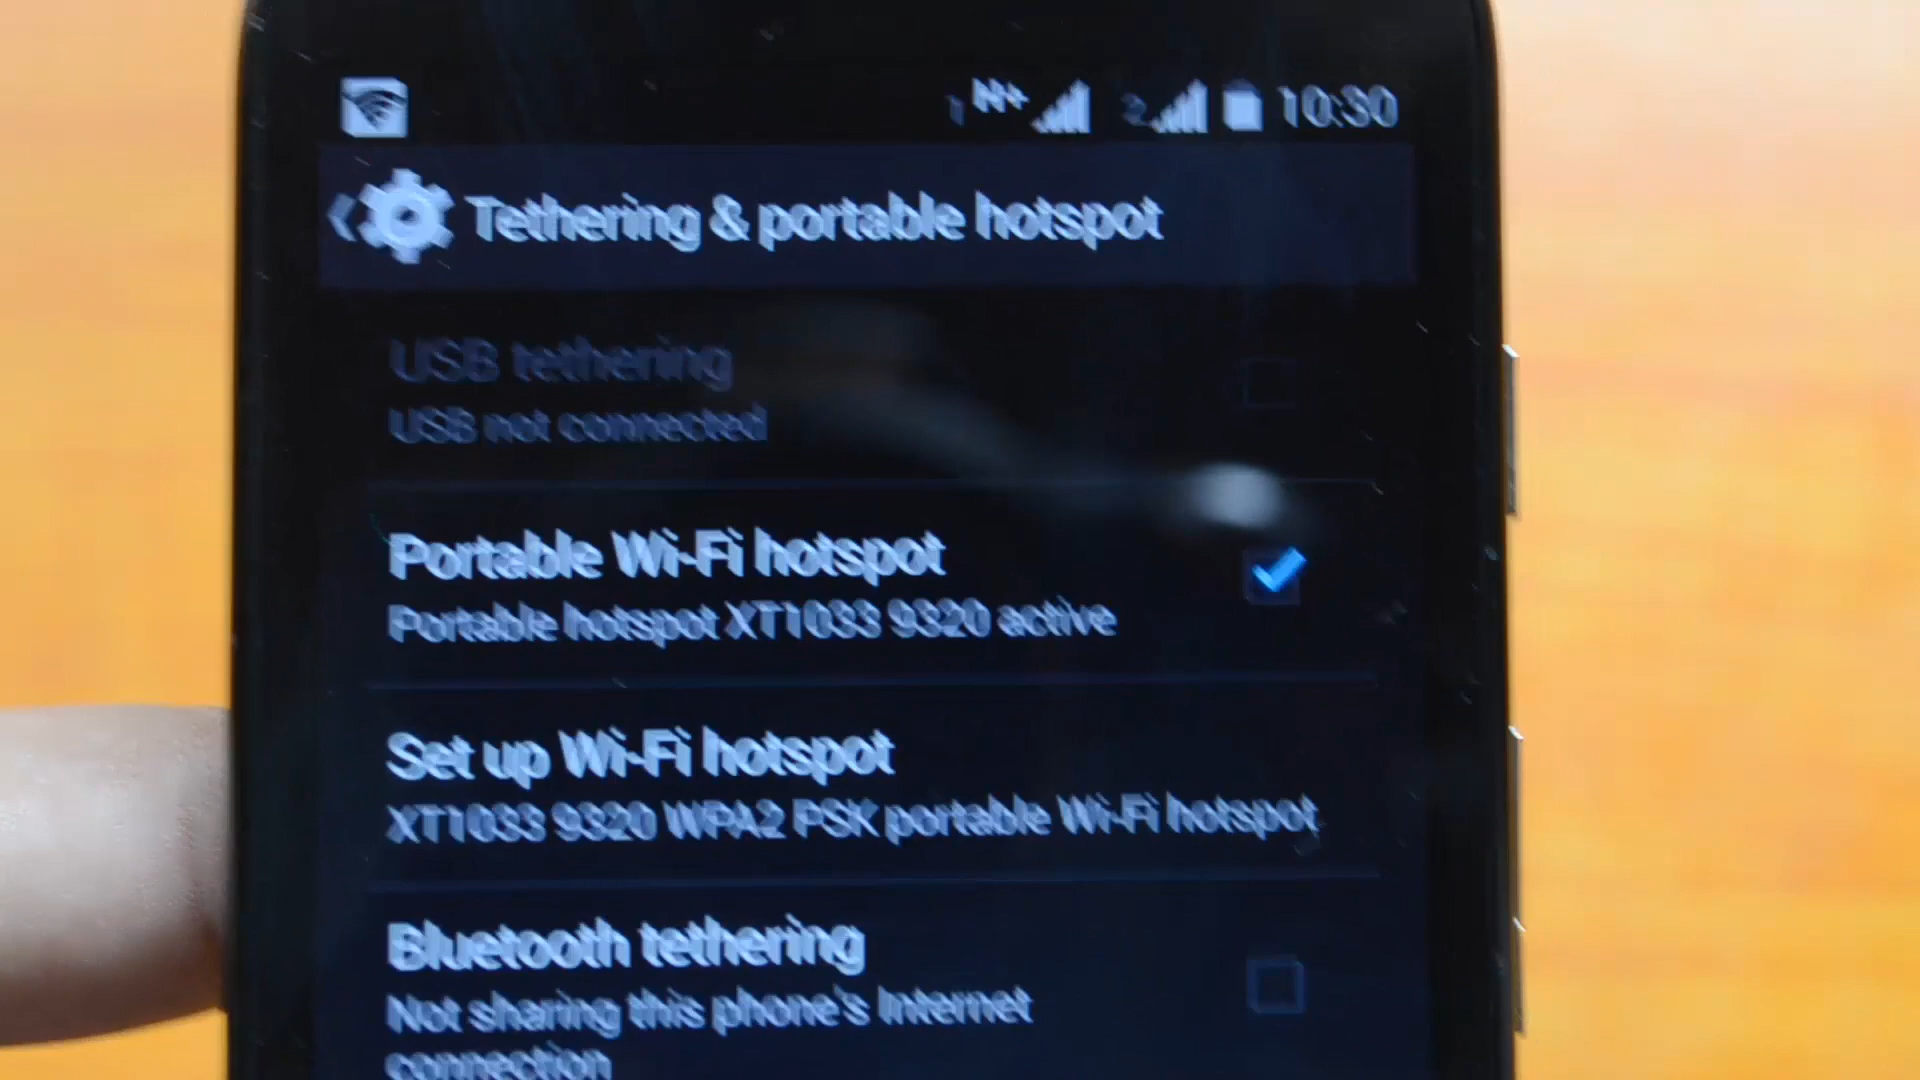 1 H+ 2 10:30
Tethering & portable hotspot
USB tethering
USB not connected
Portable Wi-Fi hotspot
Portable hotspot XT1033 9320 active
Set up Wi-Fi hotspot
XT1033 9320 WPA2 PSK portable Wi-Fi hotspot
Bluetooth tethering
Not sharing this phone's Internet
connection